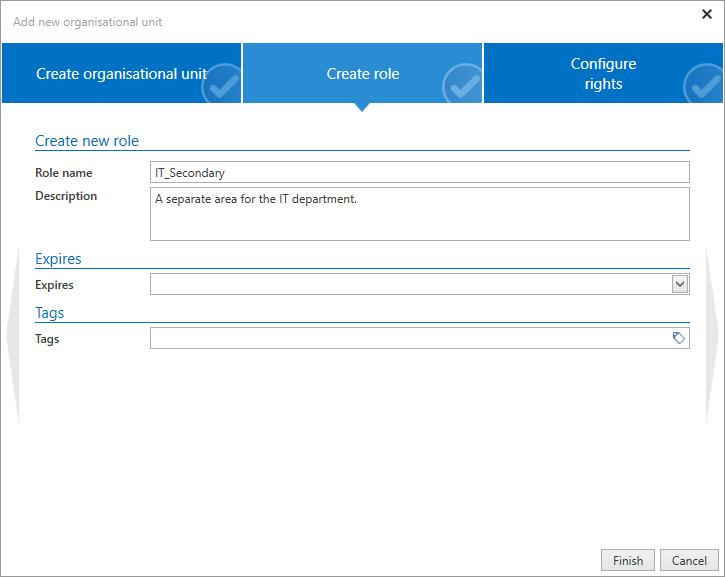 Add new organisational unit
Create organisational unit
Create role
Configure
rights
Create new role
Role name
IT_Secondary
Description
A separate area for the IT department.
Expires
Expires
Tags
Tags
Finish
Cancel